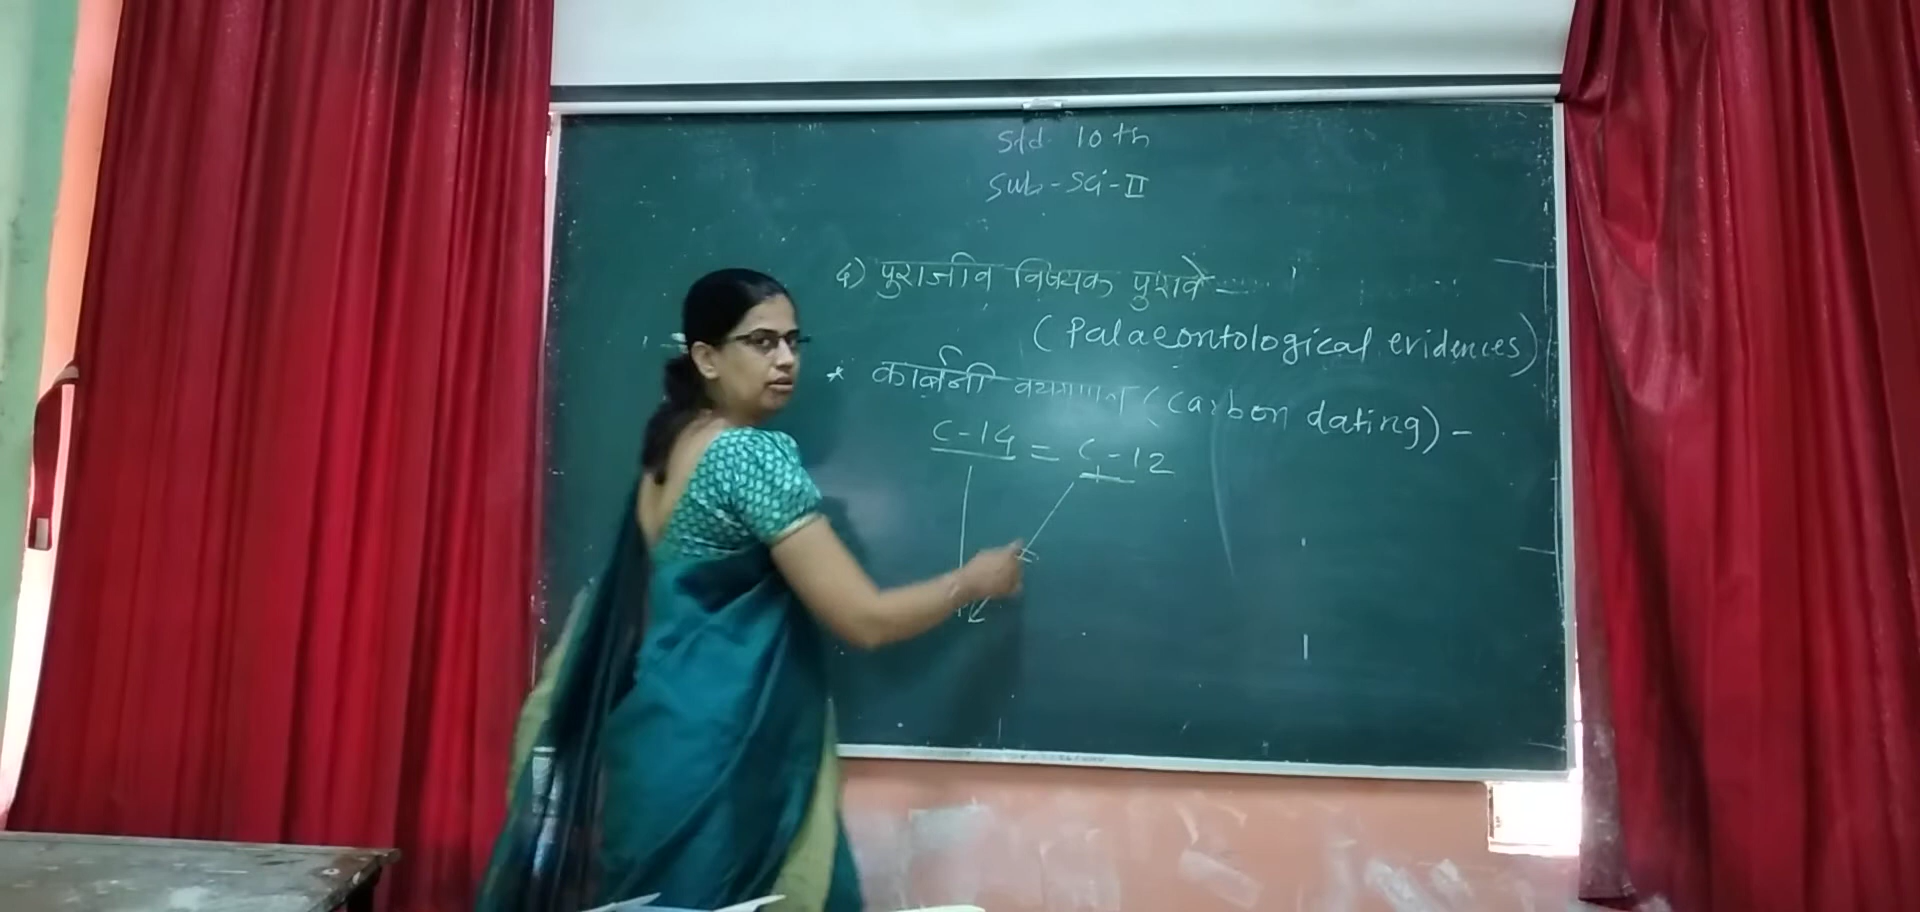 Std 10th
Sub-Sci-II
4) पुराजीव विषयक पुरावे-
(Palaeontological evidences)
* कार्बनी वयमापन (carbon dating)-
C-14 = C-12